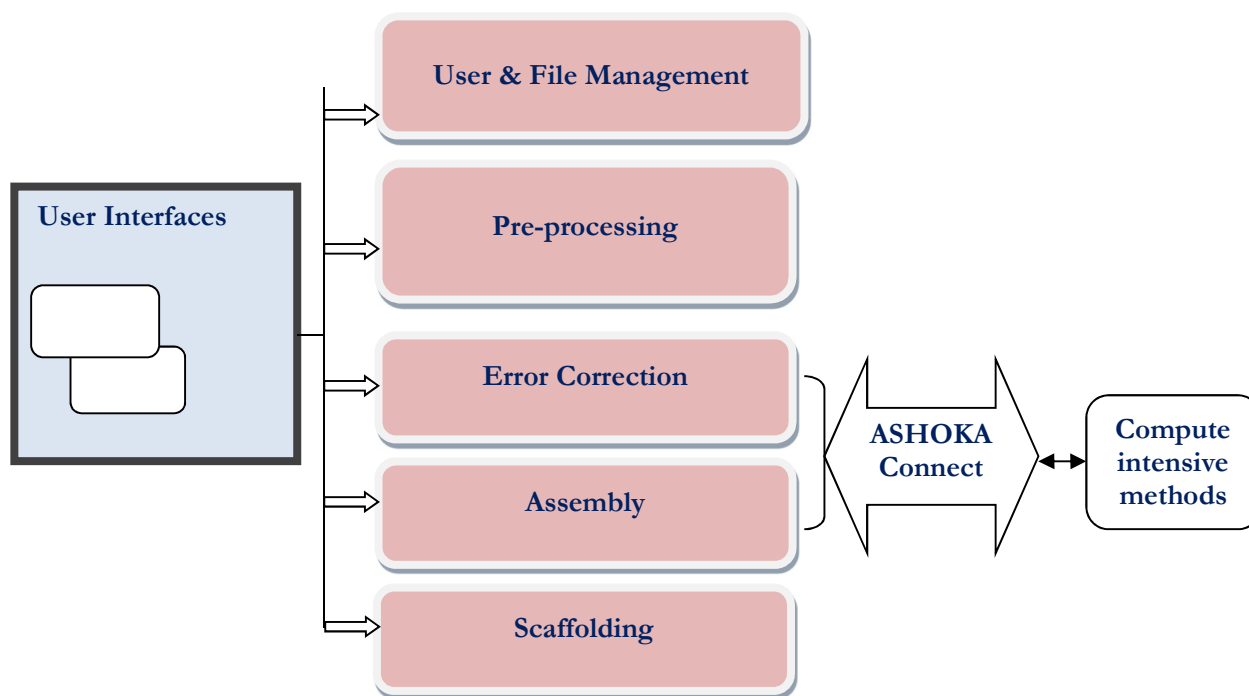 User & File Management
User Interfaces
Pre-processing
Error Correction
Assembly
Scaffolding
ASHOKA
Connect
Compute
intensive
methods